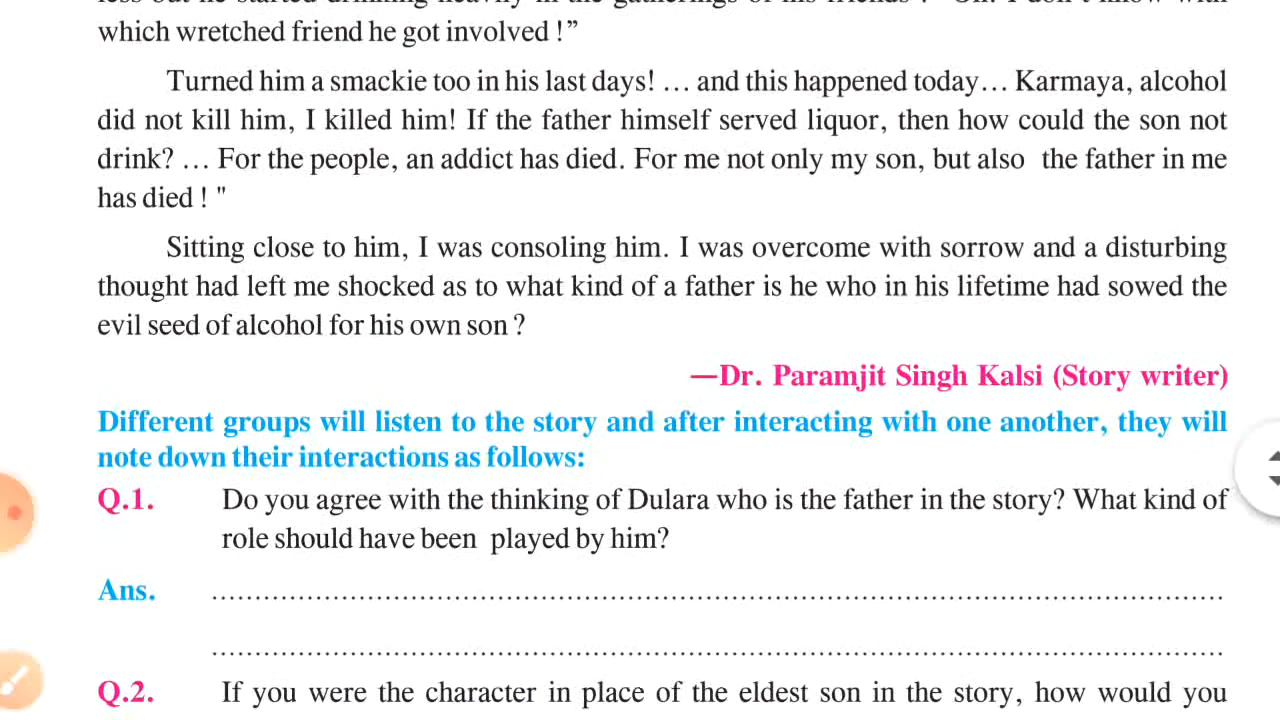 which wretched friend he got involved !”
Turned him a smackie too in his last days! … and this happened today… Karmaya, alcohol
did not kill him, I killed him! If the father himself served liquor, then how could the son not
drink? … For the people, an addict has died. For me not only my son, but also the father in me
has died ! "
Sitting close to him, I was consoling him. I was overcome with sorrow and a disturbing
thought had left me shocked as to what kind of a father is he who in his lifetime had sowed the
evil seed of alcohol for his own son ?
—Dr. Paramjit Singh Kalsi (Story writer)
Different groups will listen to the story and after interacting with one another, they will
note down their interactions as follows:
Q.1. Do you agree with the thinking of Dulara who is the father in the story? What kind of
role should have been played by him?
Ans. ........................................................................................................................
........................................................................................................................
Q.2. If you were the character in place of the eldest son in the story, how would you